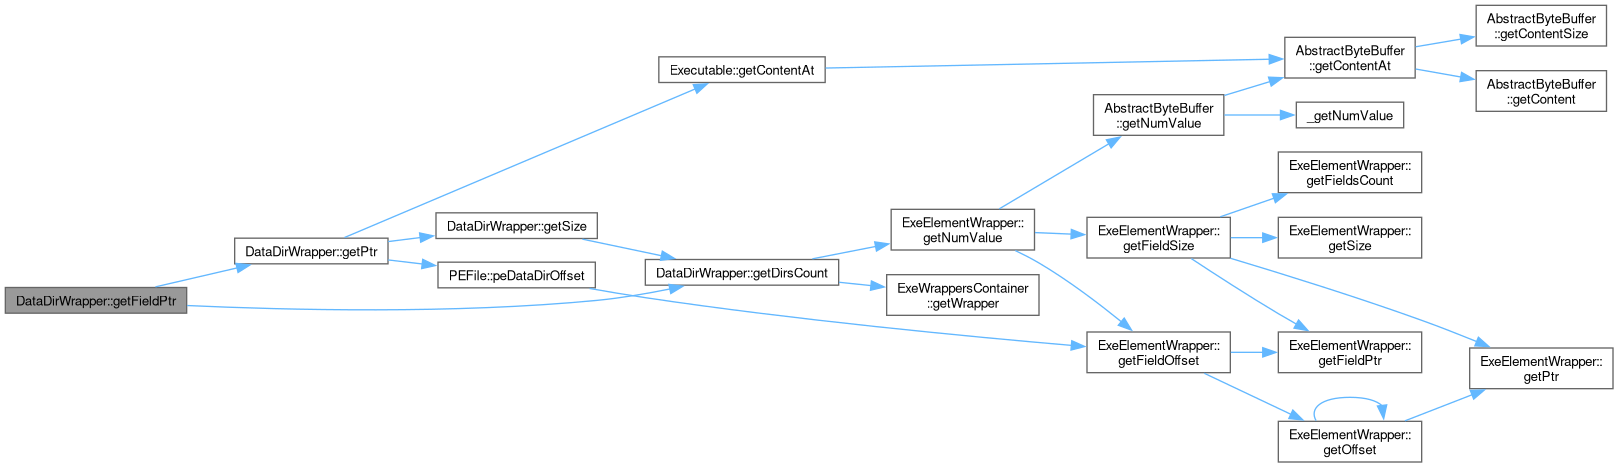 DataDirWrapper::getFieldPtr
DataDirWrapper::getPtr
Executable::getContentAt
DataDirWrapper::getSize
PEFile::peDataDirOffset
DataDirWrapper::getDirsCount
ExeElementWrapper::
getNumValue
ExeWrappersContainer
::getWrapper
AbstractByteBuffer
::getNumValue
ExeElementWrapper::
getFieldSize
ExeElementWrapper::
getFieldOffset
AbstractByteBuffer
::getContentAt
_getNumValue
ExeElementWrapper::
getFieldsCount
ExeElementWrapper::
getSize
ExeElementWrapper::
getFieldPtr
ExeElementWrapper::
getOffset
AbstractByteBuffer
::getContentSize
AbstractByteBuffer
::getContent
ExeElementWrapper::
getPtr